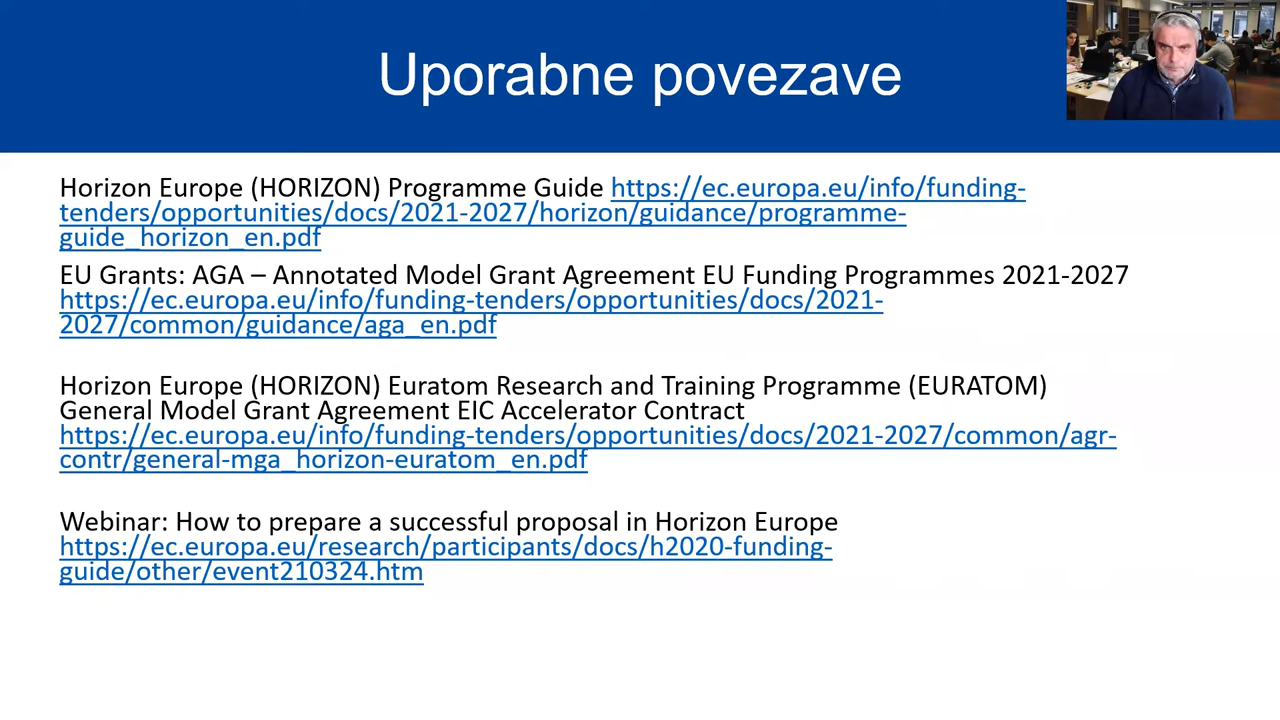 Uporabne povezave
Horizon Europe (HORIZON) Programme Guide https://ec.europa.eu/info/funding-
tenders/opportunities/docs/2021-2027/horizon/guidance/programme-
guide_horizon_en.pdf
EU Grants: AGA – Annotated Model Grant Agreement EU Funding Programmes 2021-2027
https://ec.europa.eu/info/funding-tenders/opportunities/docs/2021-
2027/common/guidance/aga_en.pdf
Horizon Europe (HORIZON) Euratom Research and Training Programme (EURATOM)
General Model Grant Agreement EIC Accelerator Contract
https://ec.europa.eu/info/funding-tenders/opportunities/docs/2021-2027/common/agr-
contr/general-mga_horizon-euratom_en.pdf
Webinar: How to prepare a successful proposal in Horizon Europe
https://ec.europa.eu/research/participants/docs/h2020-funding-
guide/other/event210324.htm